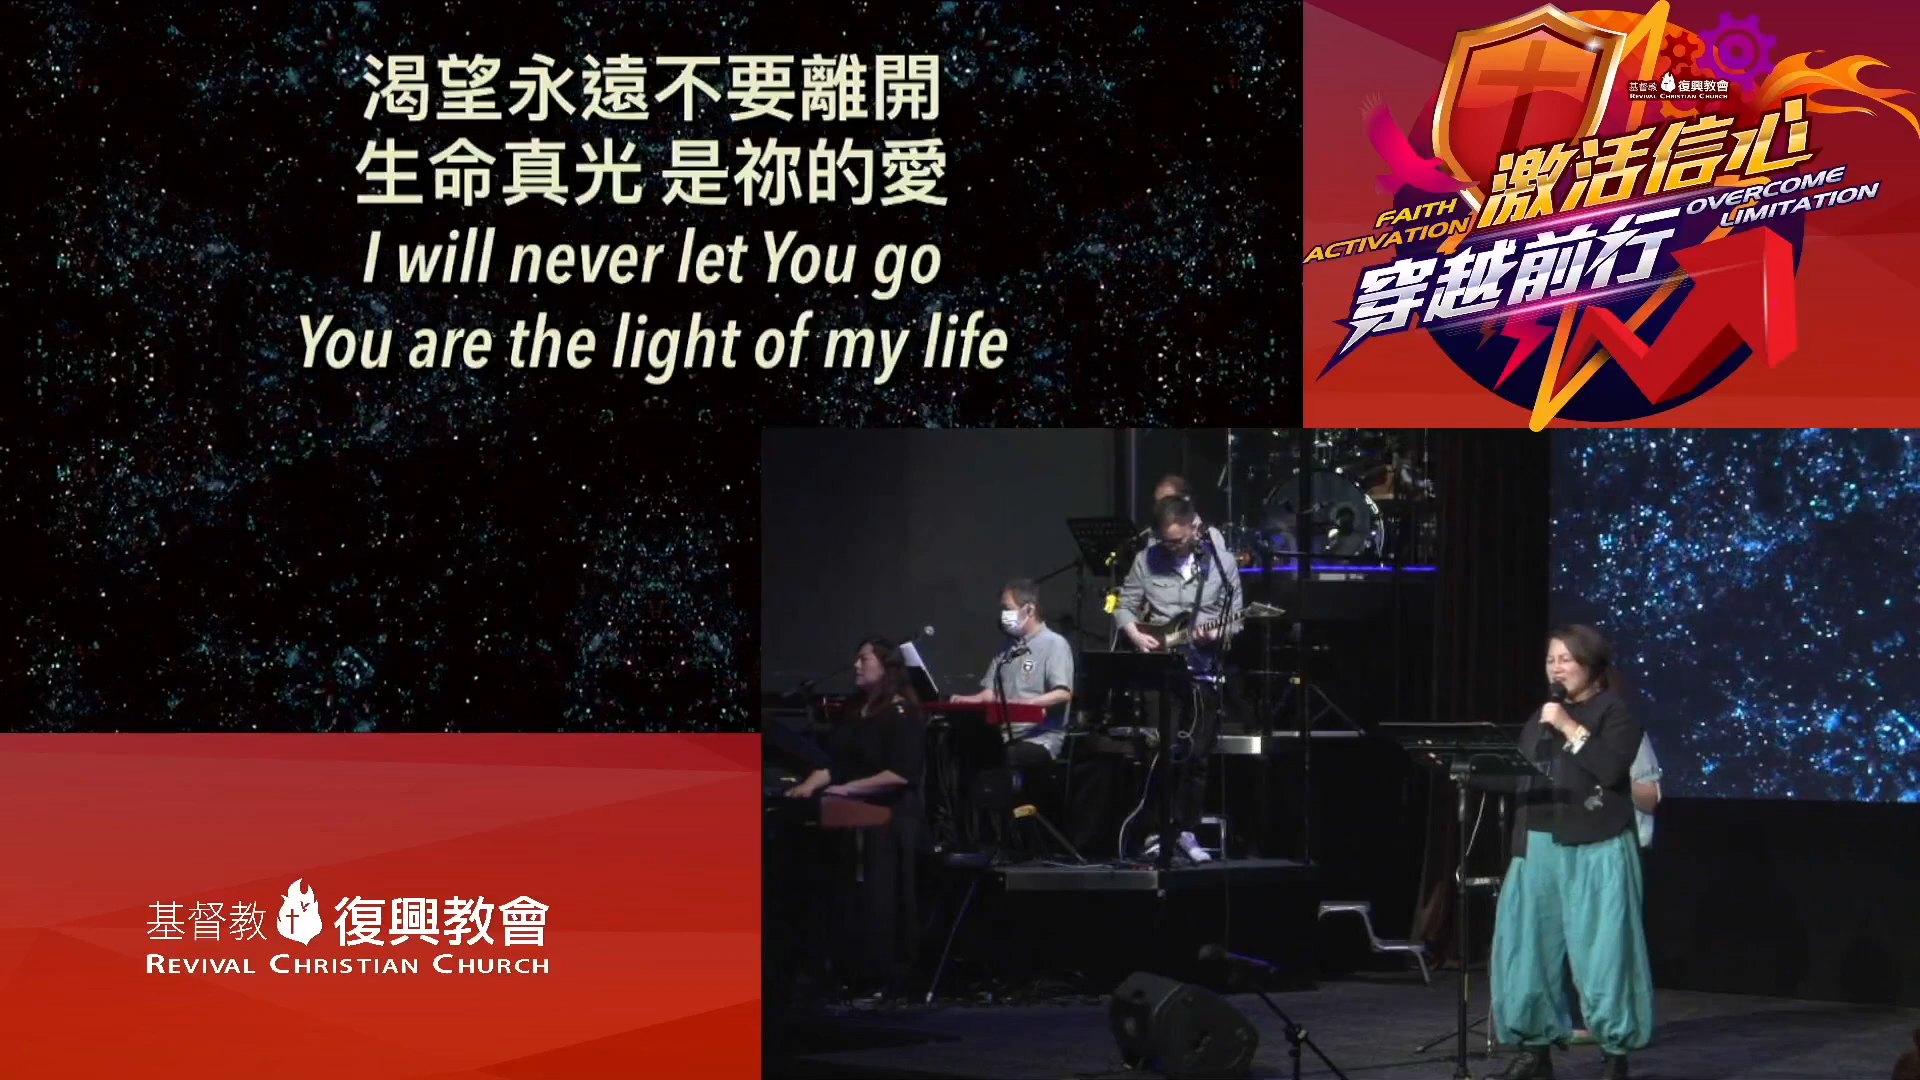 渴望永遠不要離開
生命真光 是祢的愛
I will never let You go
You are the light of my life
基督教 復興教會
REVIVAL CHRISTIAN CHURCH
激活信心
FAITH
ACTIVATION
OVERCOME
LIMITATION
穿越前行
基督教 復興教會
REVIVAL CHRISTIAN CHURCH